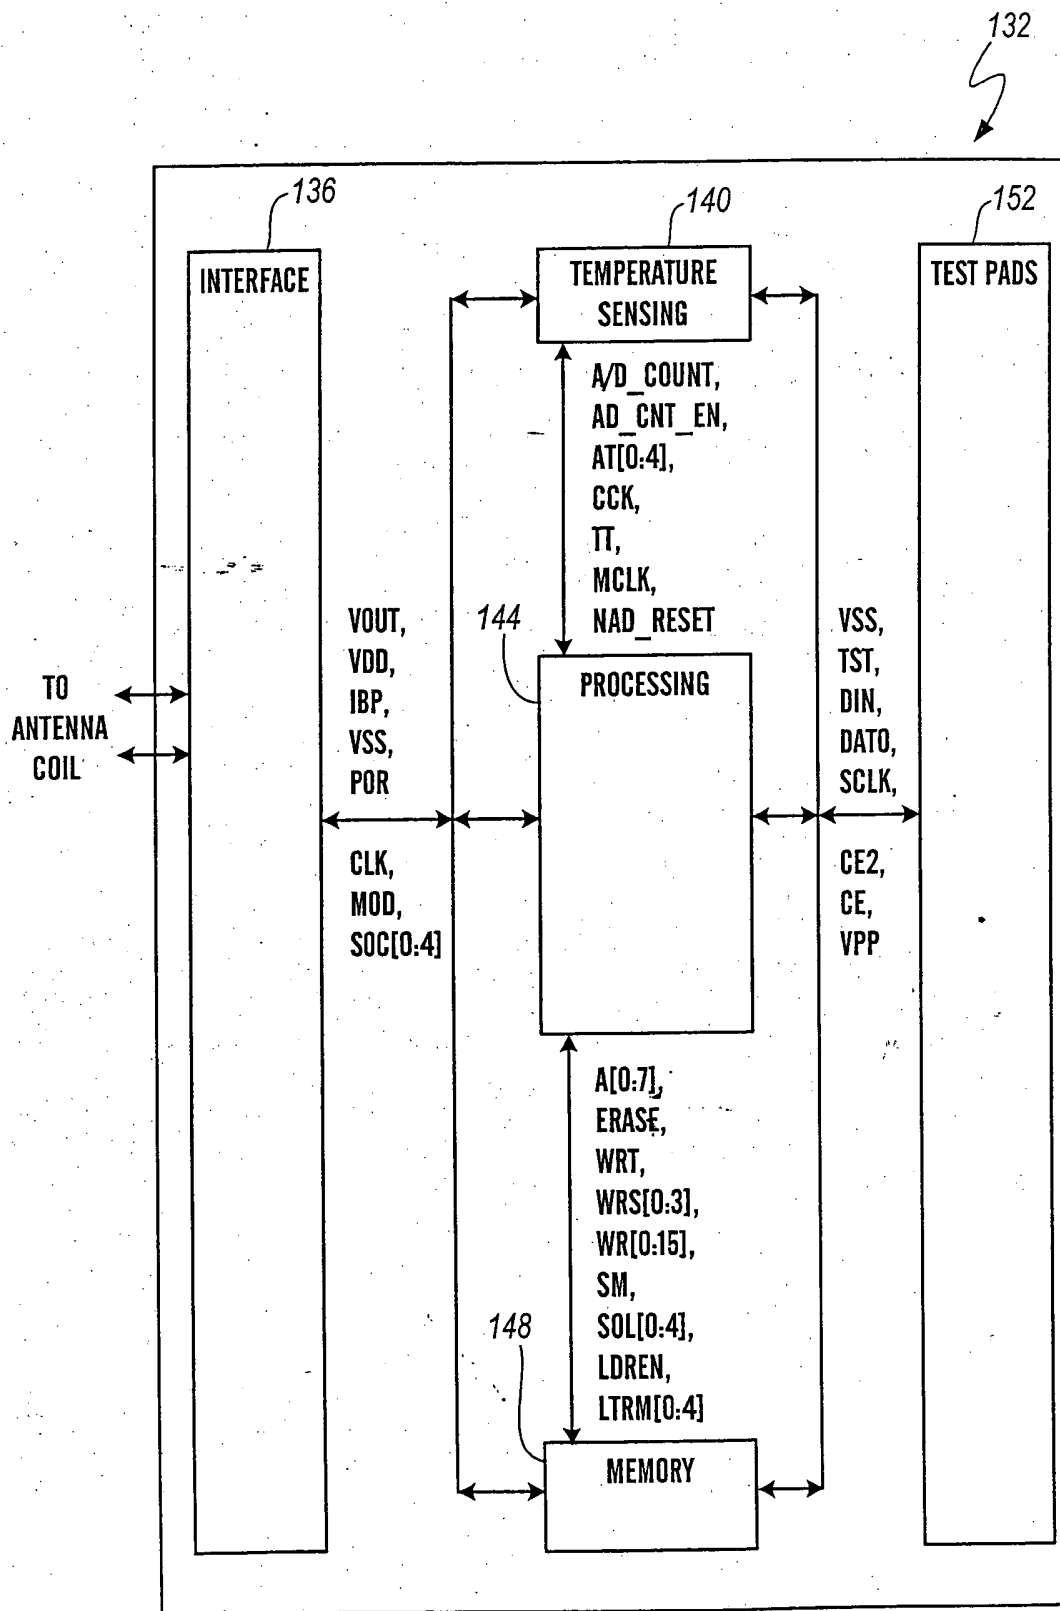 132
136
140
152
INTERFACE
TEMPERATURE
SENSING
TEST PADS
A/D_COUNT,
AD_CNT_EN,
AT[0:4],
CCK,
TT,
MCLK,
NAD_RESET
144
PROCESSING
TO
ANTENNA
COIL
VOUT,
VDD,
IBP,
VSS,
POR
CLK,
MOD,
SOC[0:4]
VSS,
TST,
DIN,
DATO,
SCLK,
CE2,
CE,
VPP
A[0:7],
ERASE,
WRT,
WRS[0:3],
WR[0:15],
SM,
SOL[0:4],
LDREN,
LTRM[0:4]
148
MEMORY